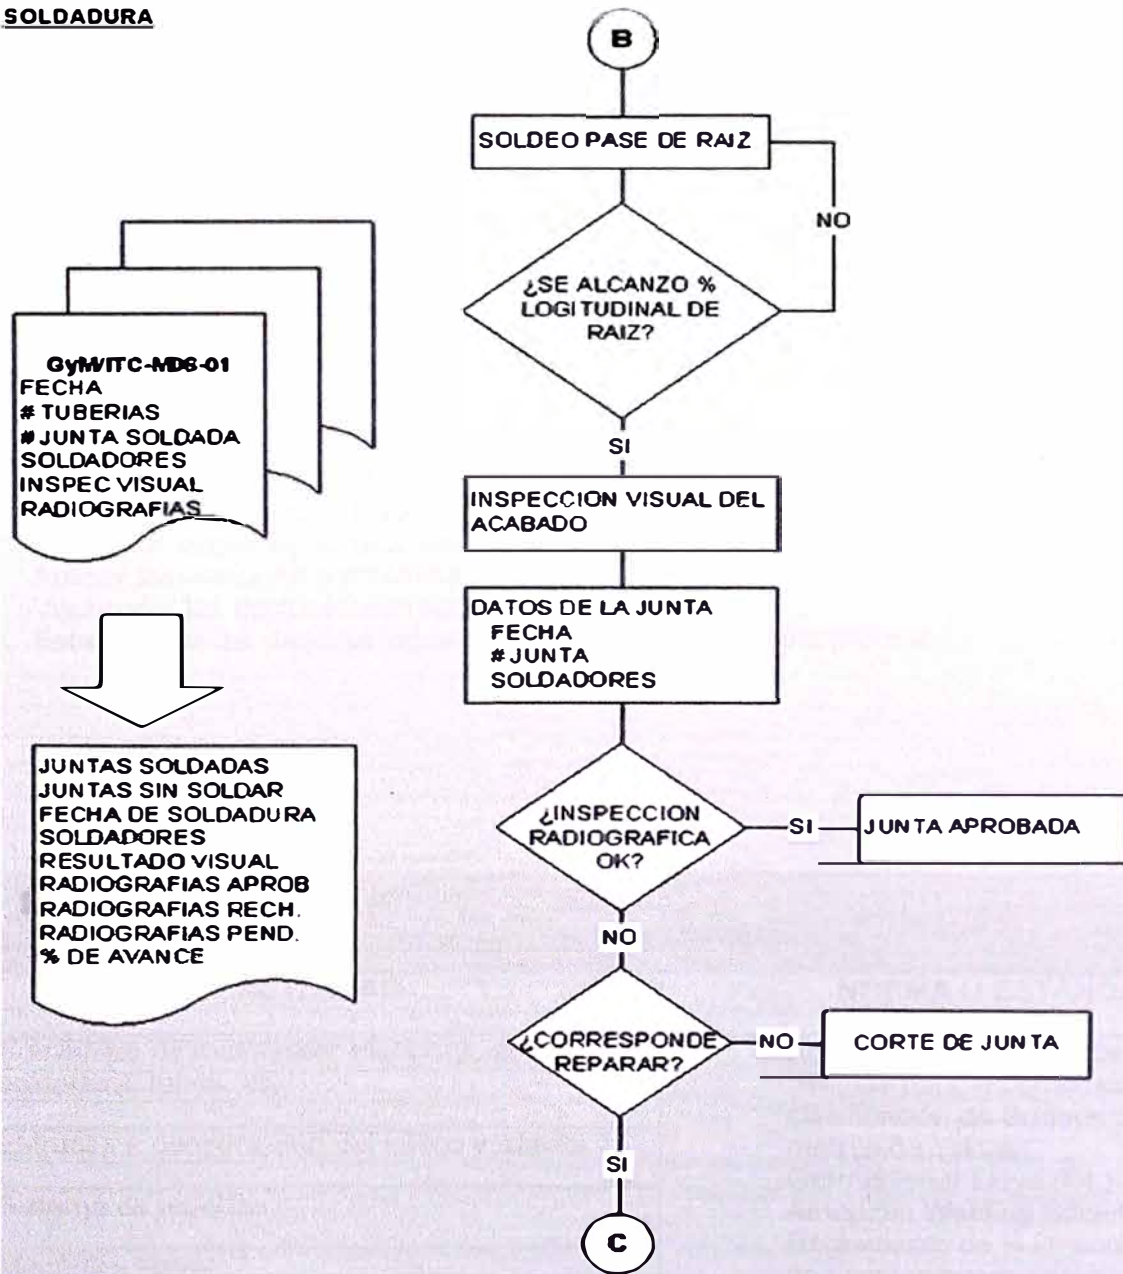 SOLDADURA
B
SOLDEO PASE DE RAIZ
NO
¿SE ALCANZO %
LOGITUDINAL DE
RAIZ?
SI
INSPECCION VISUAL DEL
ACABADO
DATOS DE LA JUNTA
FECHA
# JUNTA
SOLDADORES
¿INSPECCION
RADIOGRAFICA
OK?
SI
JUNTA APROBADA
NO
¿CORRESPONDE
REPARAR?
NO
CORTE DE JUNTA
SI
C
FECHA
# TUBERIAS
# JUNTA SOLDADA
SOLDADORES
INSPEC VISUAL
RADIOGRAFIAS
JUNTAS SOLDADAS
JUNTAS SIN SOLDAR
FECHA DE SOLDADURA
SOLDADORES
RESULTADO VISUAL
RADIOGRAFIAS APROB
RADIOGRAFIAS RECH.
RADIOGRAFIAS PEND.
% DE AVANCE